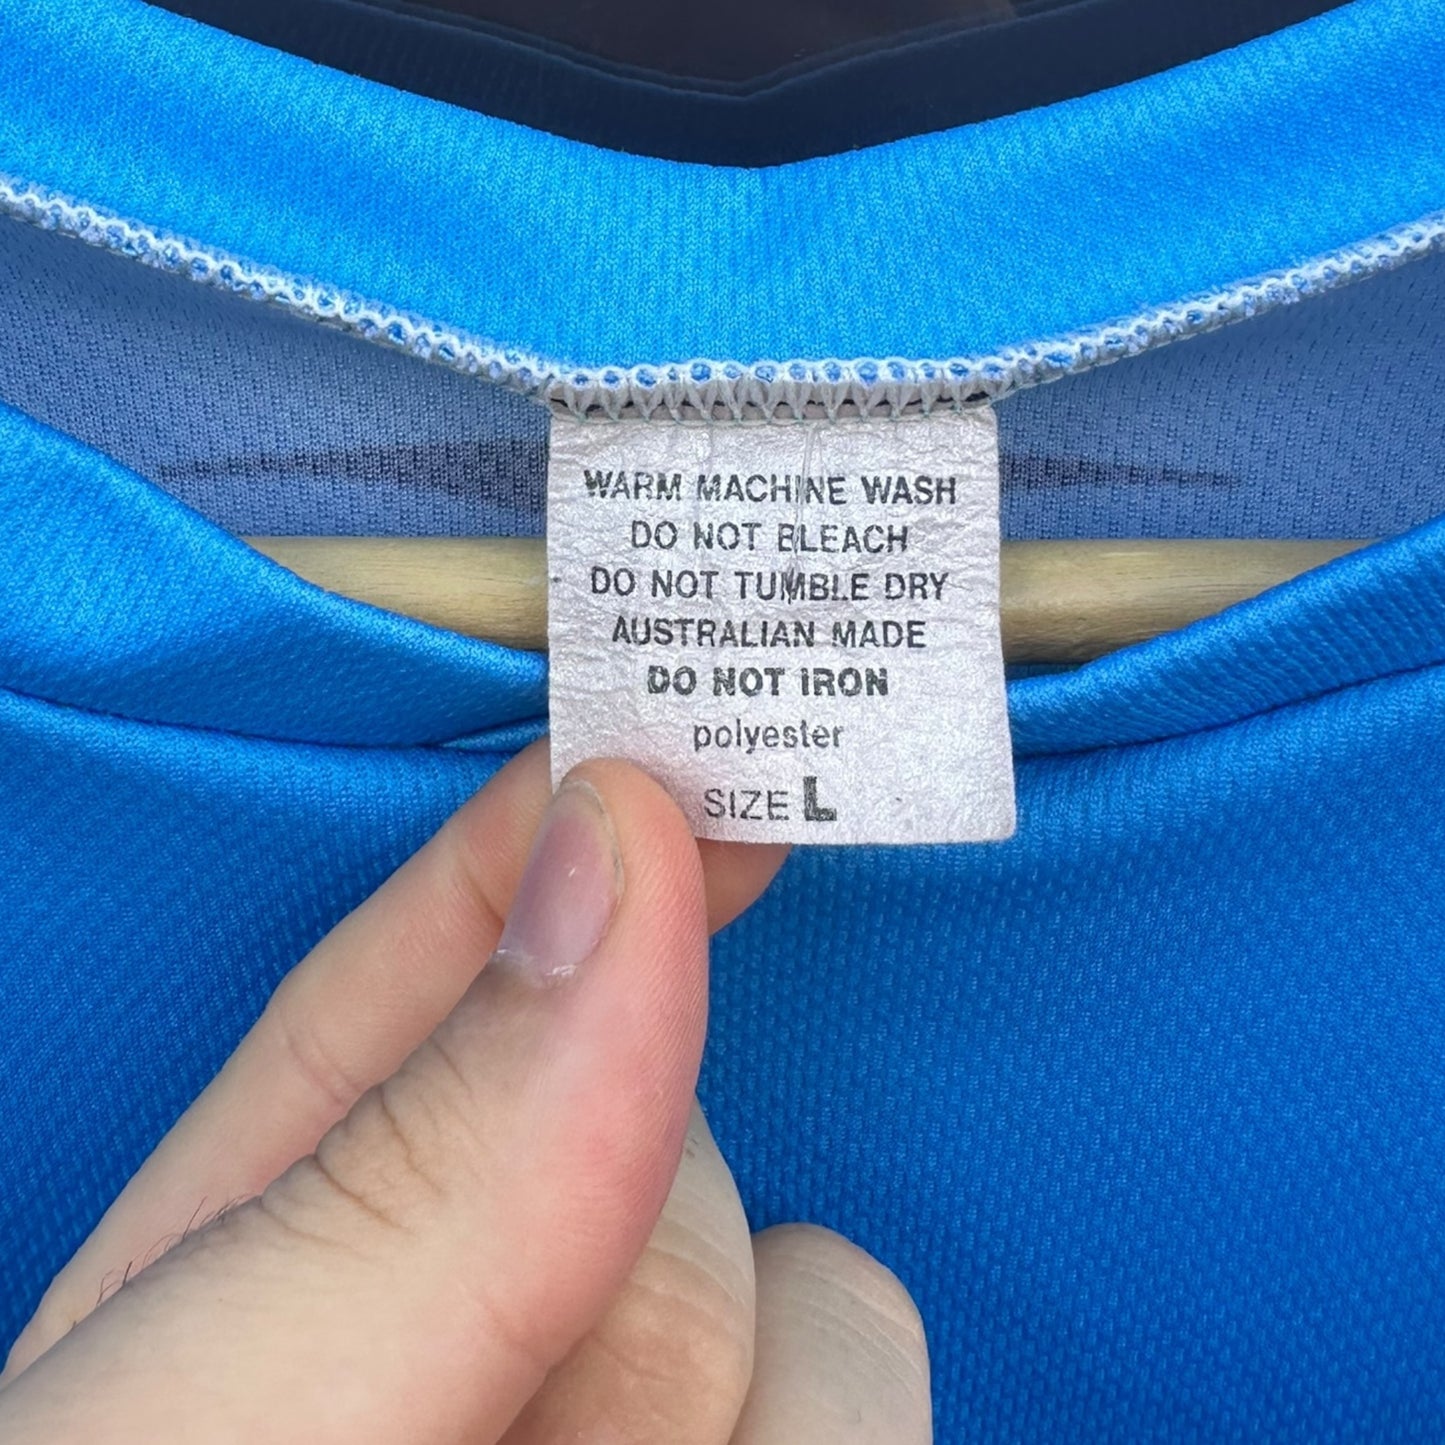 WARM MACHINE WASH
DO NOT BLEACH
DO NOT TUMBLE DRY
AUSTRALIAN MADE
DO NOT IRON
polyester
SIZE L